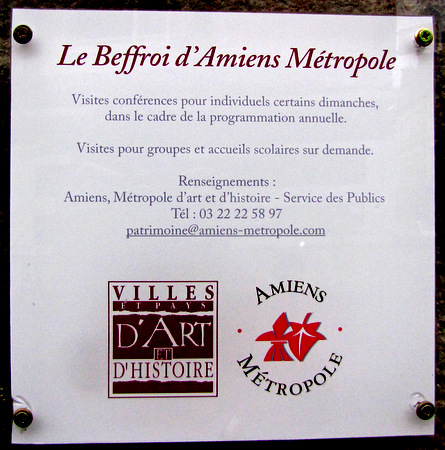 Le Beffroi d'Amiens Métropole
Visites conférences pour individuels certains dimanches,
dans le cadre de la programmation annuelle.
Visites pour groupes et accueils scolaires sur demande.
Renseignements :
Amiens, Métropole d'art et d'histoire - Service des Publics
Tél : 03 22 22 58 97
patrimoine@amiens-metropole.com
VILLES
ET PAYS
D'ART
ET
D'HISTOIRE
AMIENS
MÉTROPOLE